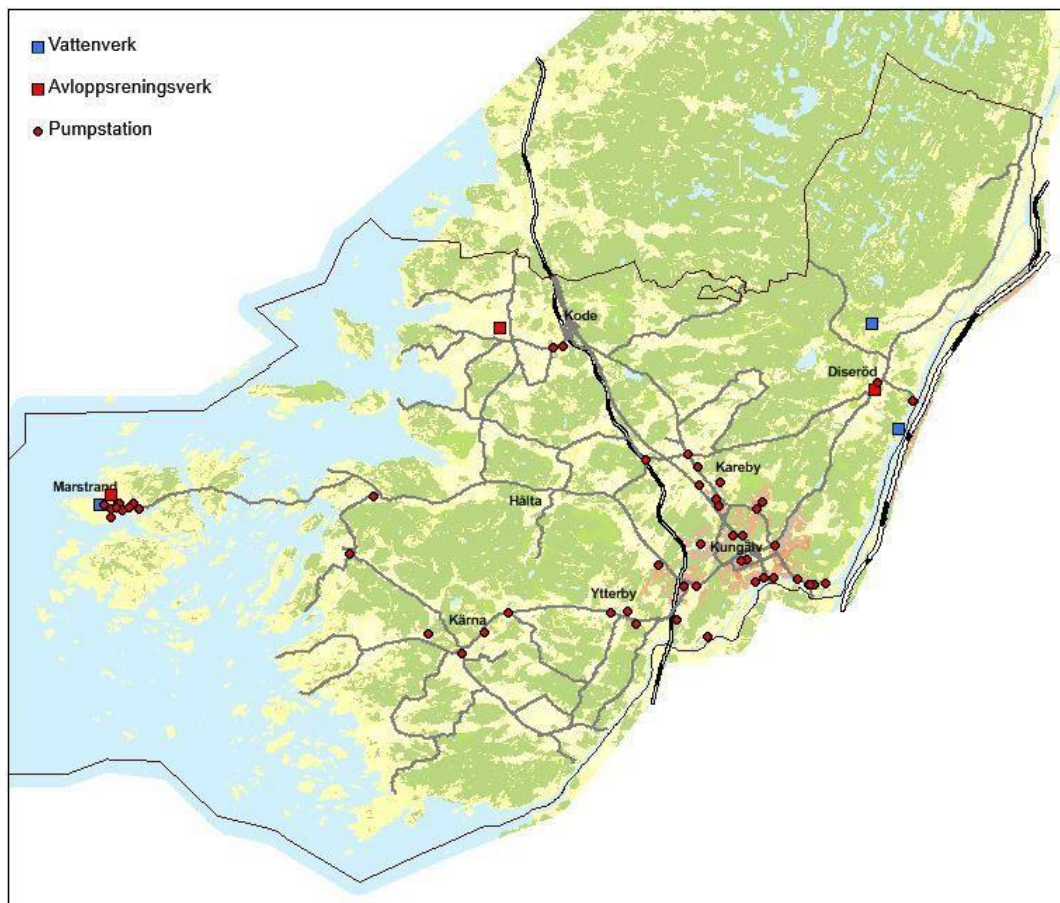 Vattenverk
Avloppsreningsverk
Pumpstation
Kode
Diseröd
Kareby
Marstrand
Hålta
Kungälv
Ytterby
Kärna